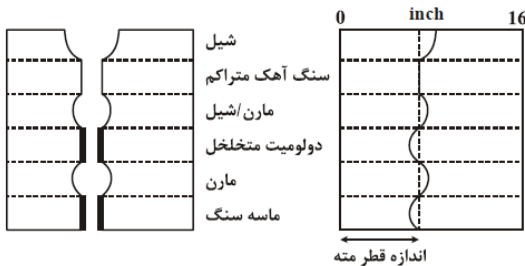 0 inch 16
شیل
سنگ آهک متراکم
مارن/شیل
دولومیت متخلخل
مارن
ماسه سنگ
اندازه قطر مته